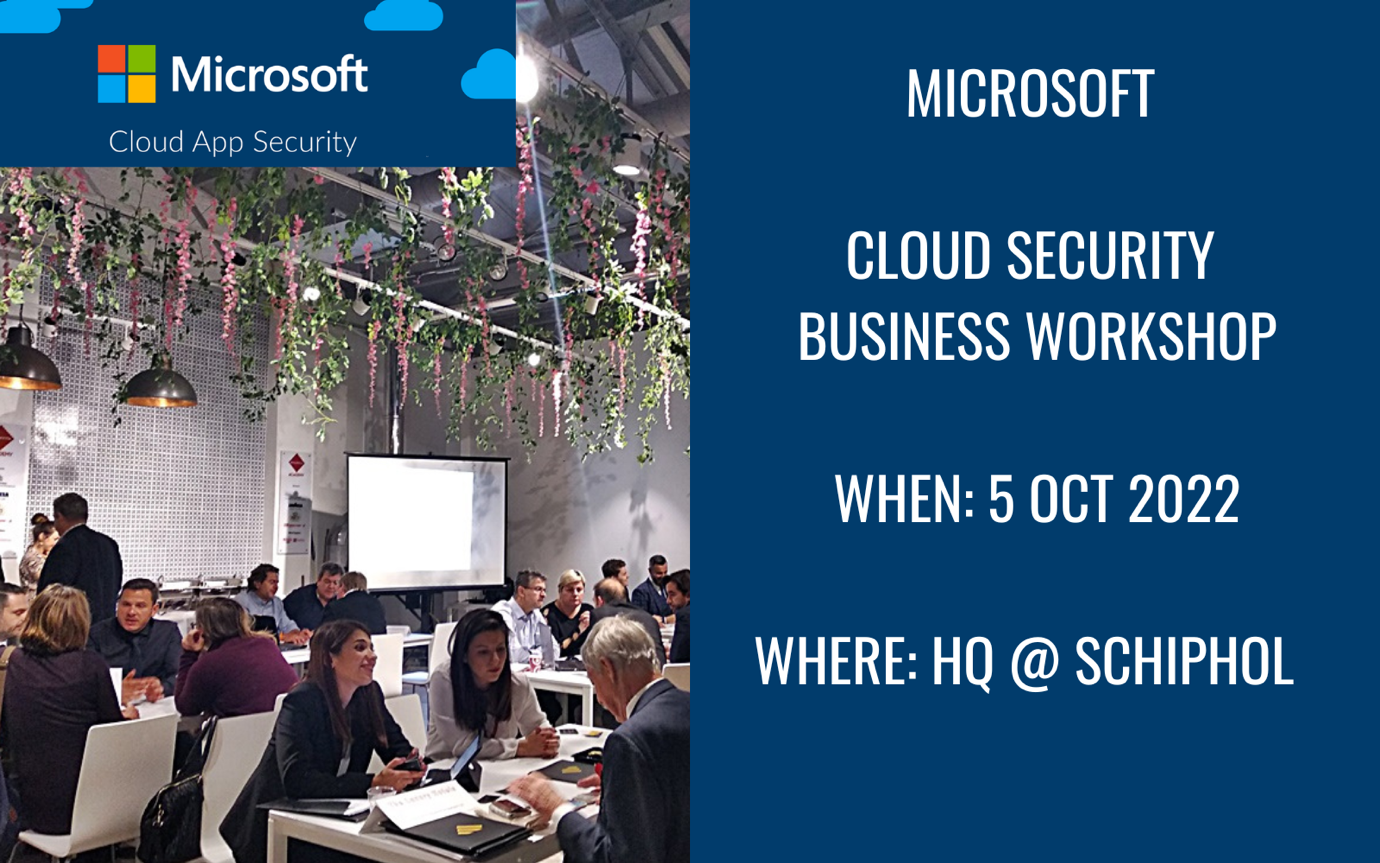 Microsoft
Cloud App Security
MICROSOFT
CLOUD SECURITY
BUSINESS WORKSHOP
WHEN: 5 OCT 2022
WHERE: HQ @ SCHIPHOL